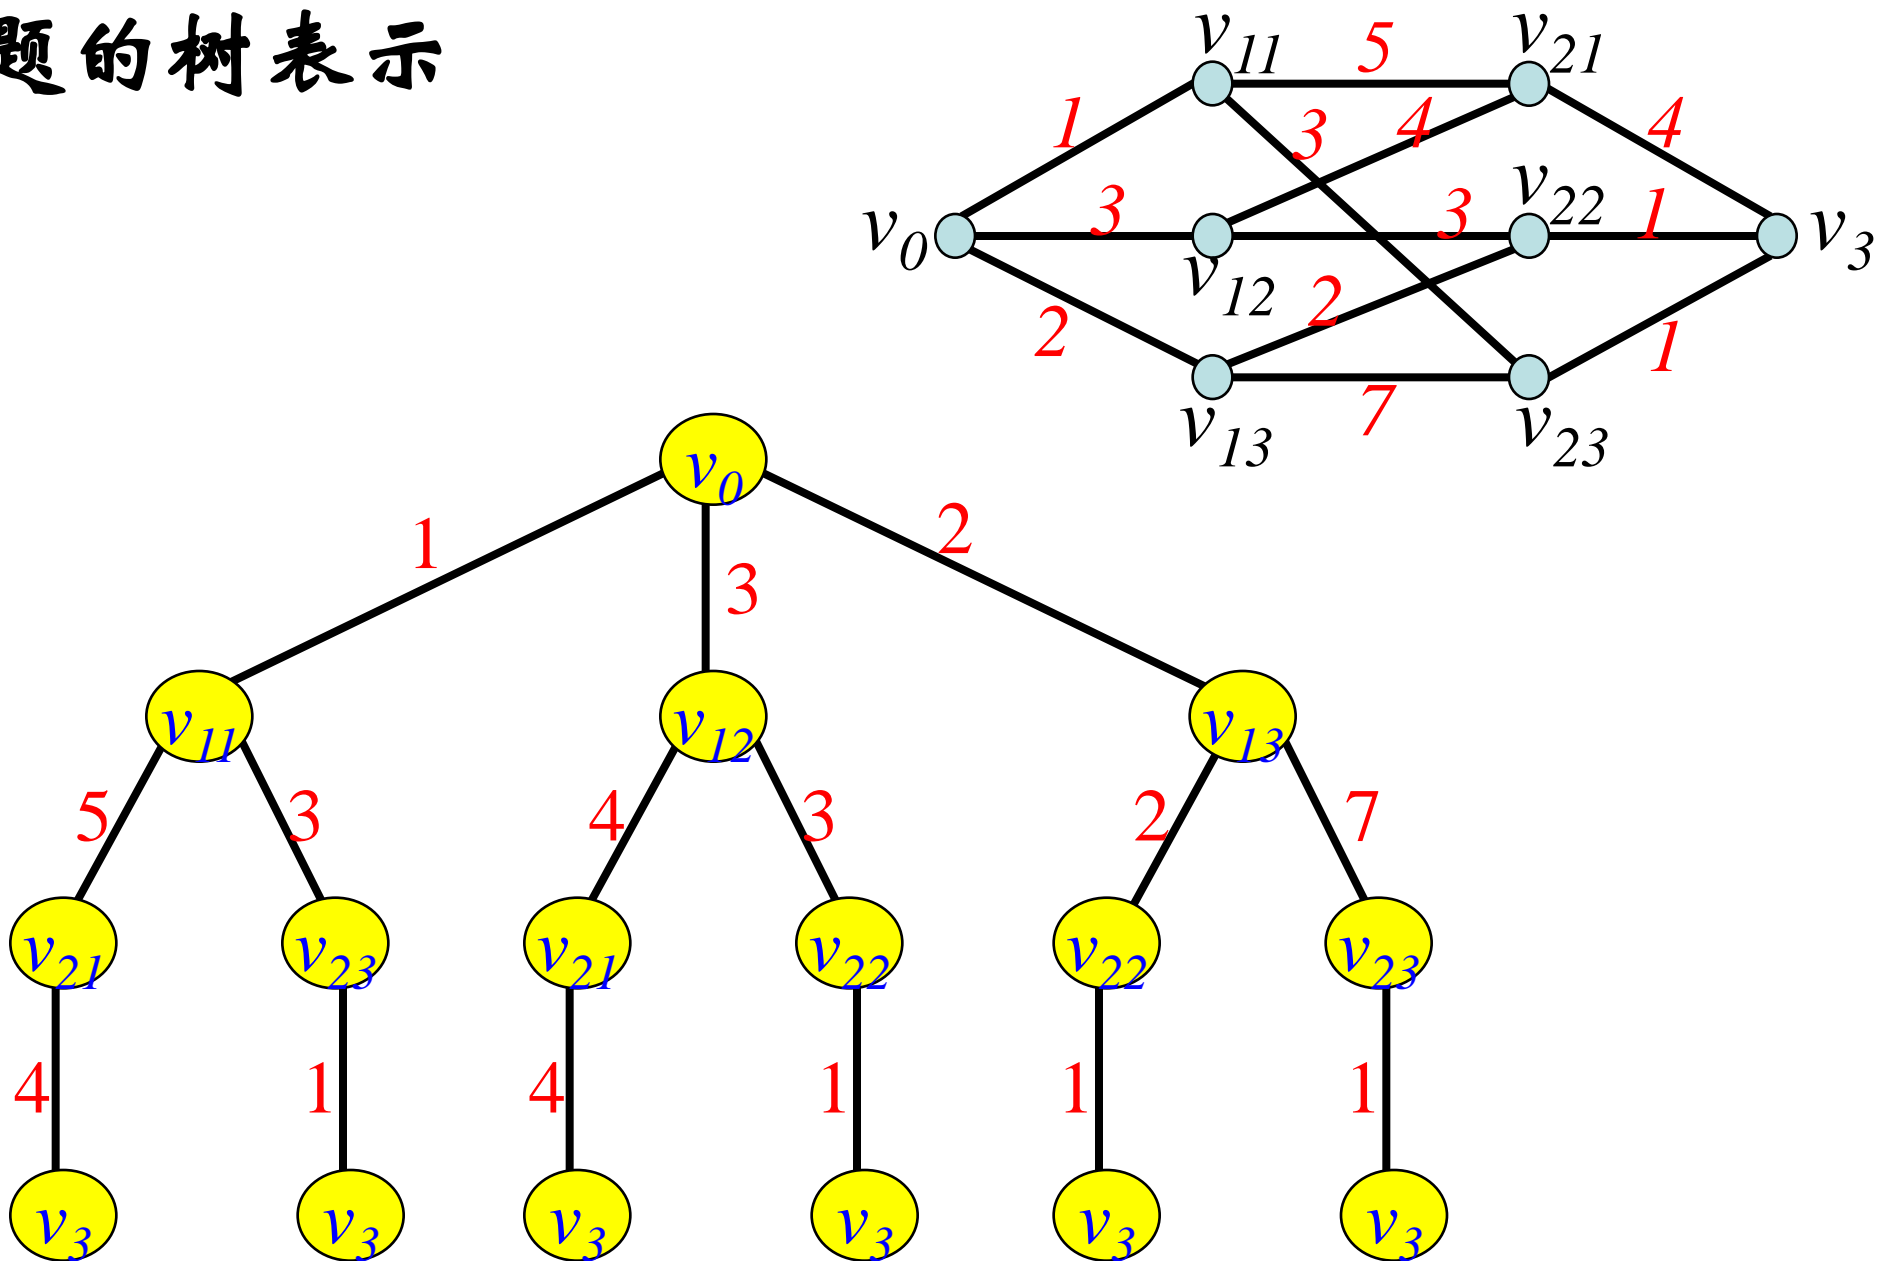 题的树表示
v11 5 v21
1 3 4 4
v0 3 v12 3 v22 1 v3
2 2 1
v13 7 v23
v0
1 3 2
v11 v12 v13
5 3 4 3 2 7
v21 v23 v21 v22 v22 v23
4 1 4 1 1 1
v3 v3 v3 v3 v3 v3